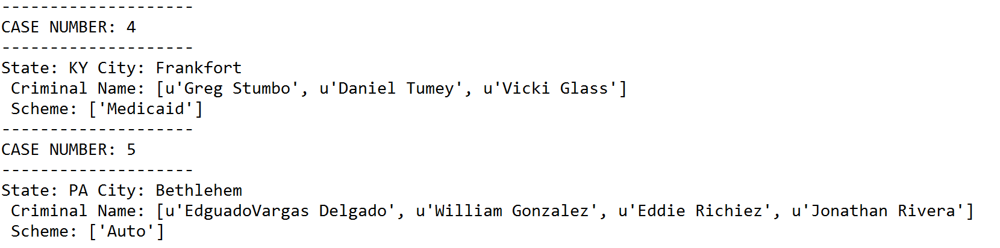 --------------------
CASE NUMBER: 4
--------------------
State: KY City: Frankfort
 Criminal Name: [u'Greg Stumbo', u'Daniel Tumey', u'Vicki Glass']
 Scheme: ['Medicaid']
--------------------
CASE NUMBER: 5
--------------------
State: PA City: Bethlehem
 Criminal Name: [u'EdguadoVargas Delgado', u'William Gonzalez', u'Eddie Richiez', u'Jonathan Rivera']
 Scheme: ['Auto']